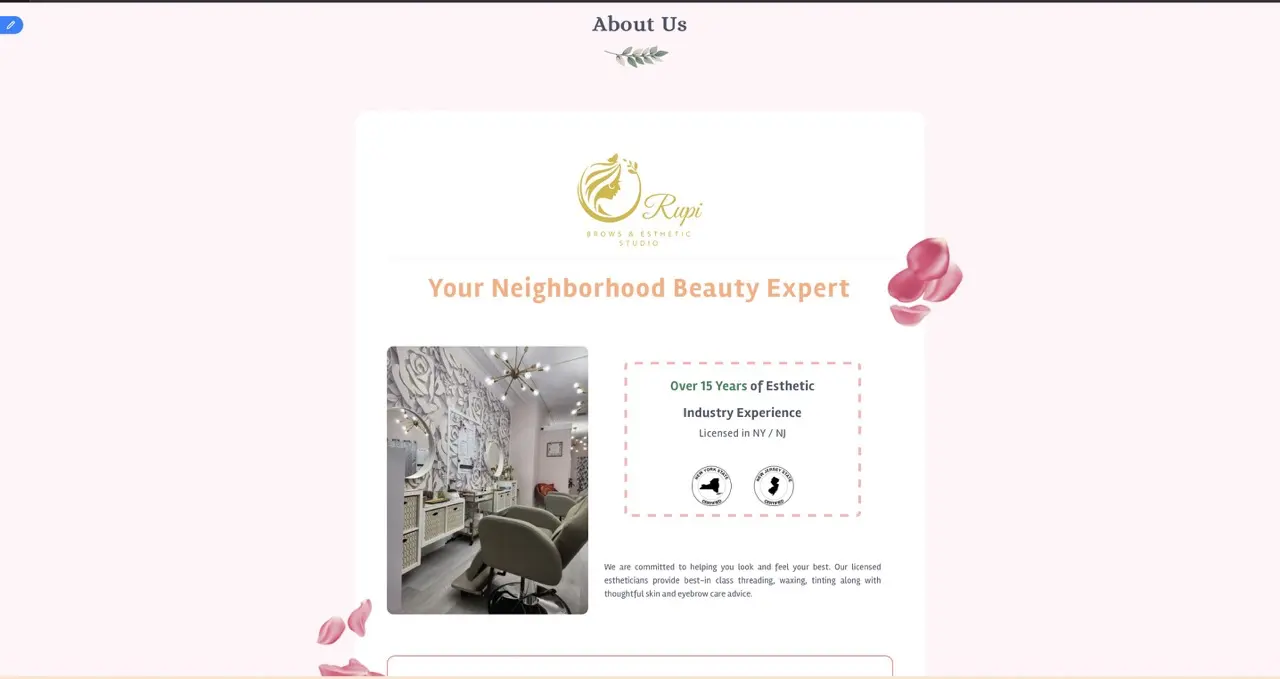 About Us
Rupi
BROWS & ESTHETIC
STUDIO
Your Neighborhood Beauty Expert
Over 15 Years of Esthetic
Industry Experience
Licensed in NY / NJ
NEW YORK STATE
CERTIFIED
NEW JERSEY STATE
CERTIFIED
We are committed to helping you look and feel your best. Our licensed
estheticians provide best-in class threading, waxing, tinting along with
thoughtful skin and eyebrow care advice.